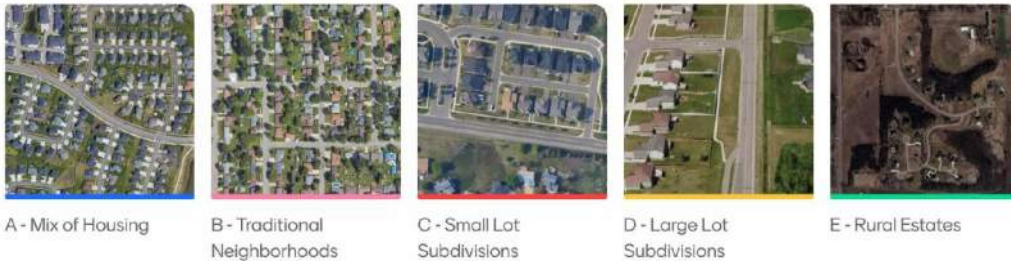 A - Mix of Housing
B - Traditional
Neighborhoods
C - Small Lot
Subdivisions
D - Large Lot
Subdivisions
E - Rural Estates